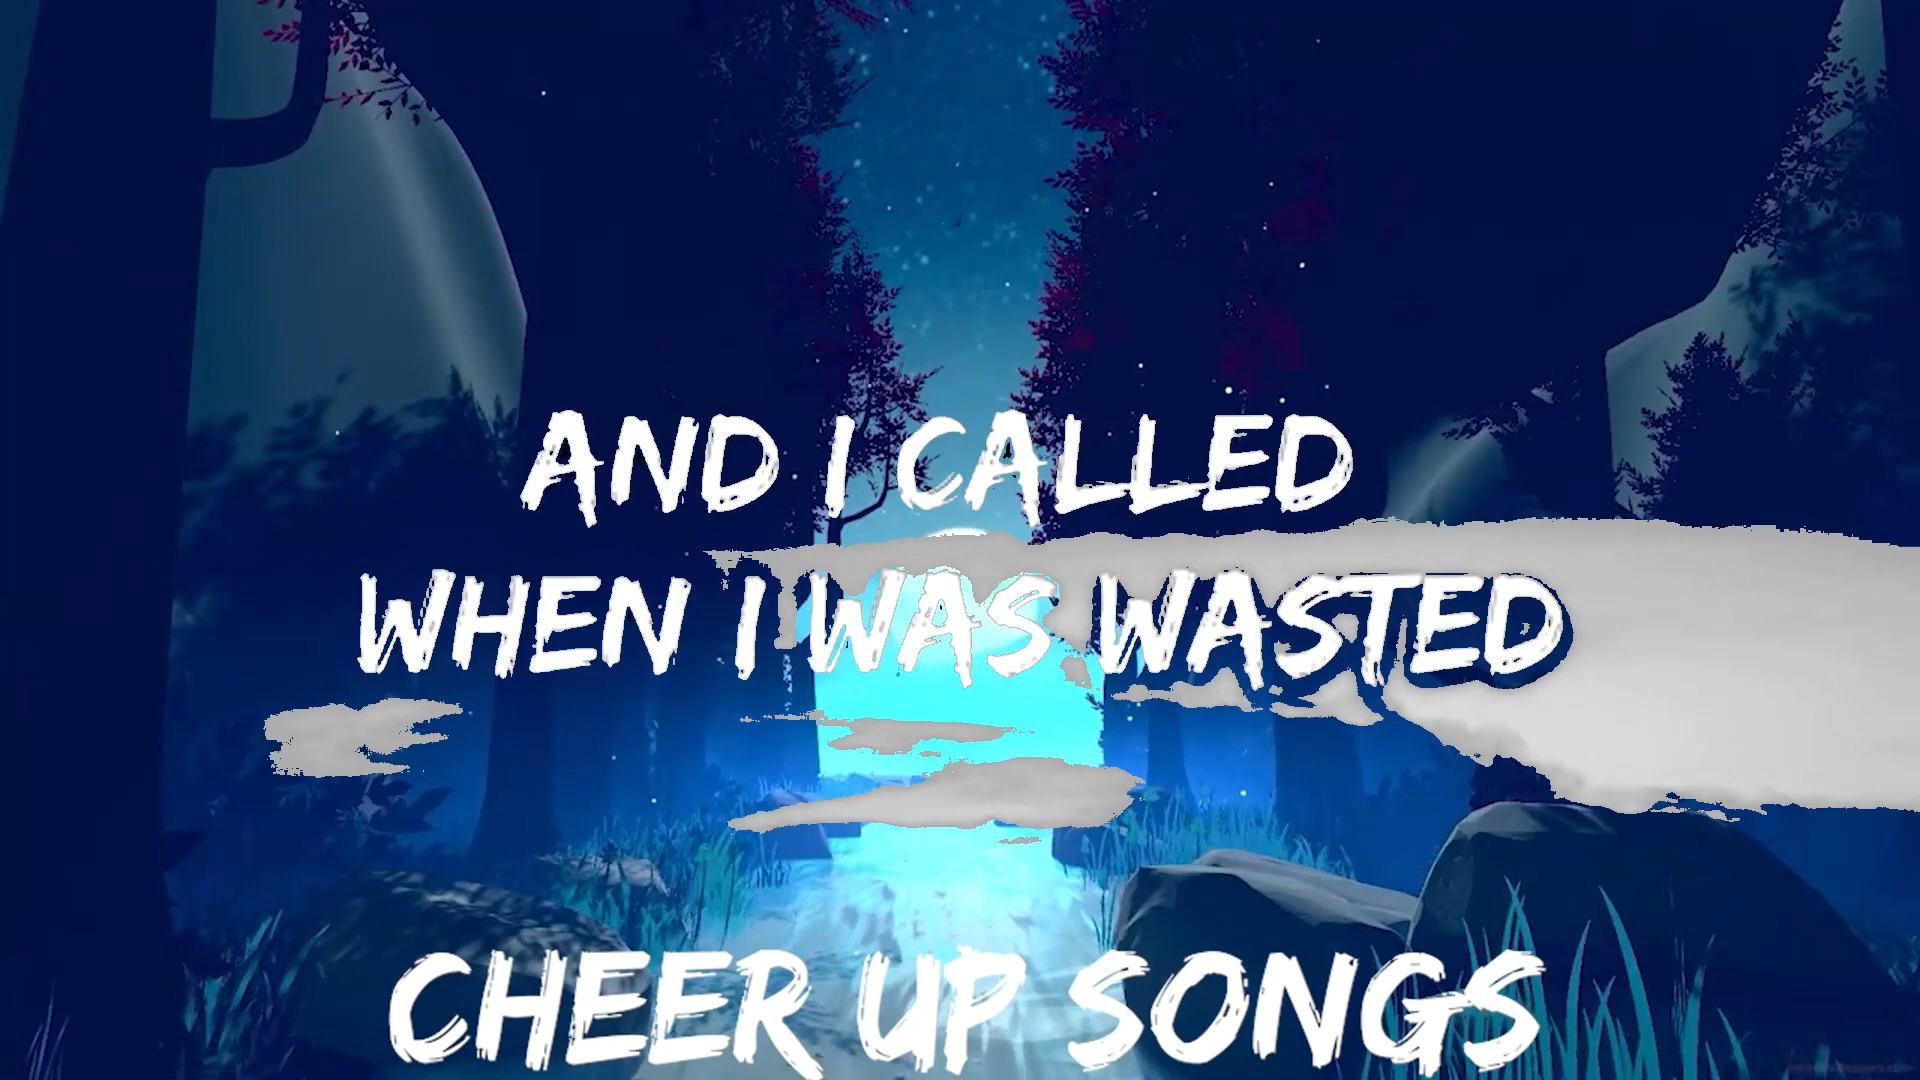 AND I CALLED
WHEN I WAS WASTED
CHEER UP SONGS